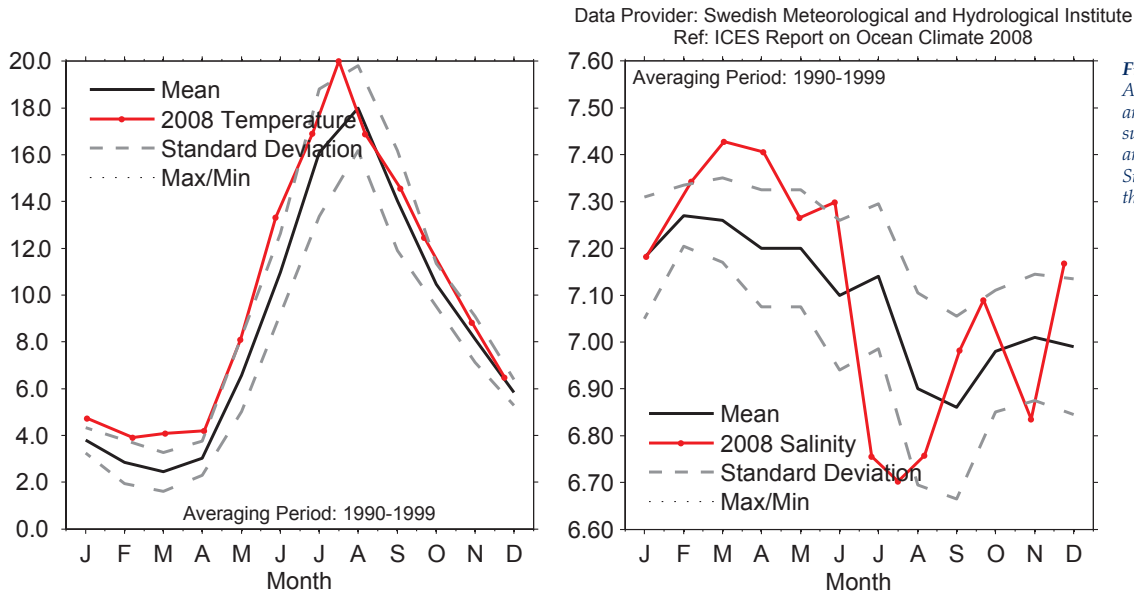 Data Provider: Swedish Meteorological and Hydrological Institute
Ref: ICES Report on Ocean Climate 2008
20.0
18.0
16.0
14.0
12.0
10.0
8.0
6.0
4.0
2.0
0.0
Mean
2008 Temperature
Standard Deviation
Max/Min
Averaging Period: 1990-1999
J F M A M J J A S O N D
Month
7.60
7.50
7.40
7.30
7.20
7.10
7.00
6.90
6.80
6.70
6.60
Averaging Period: 1990-1999
Mean
2008 Salinity
Standard Deviation
Max/Min
J F M A M J J A S O N D
Month